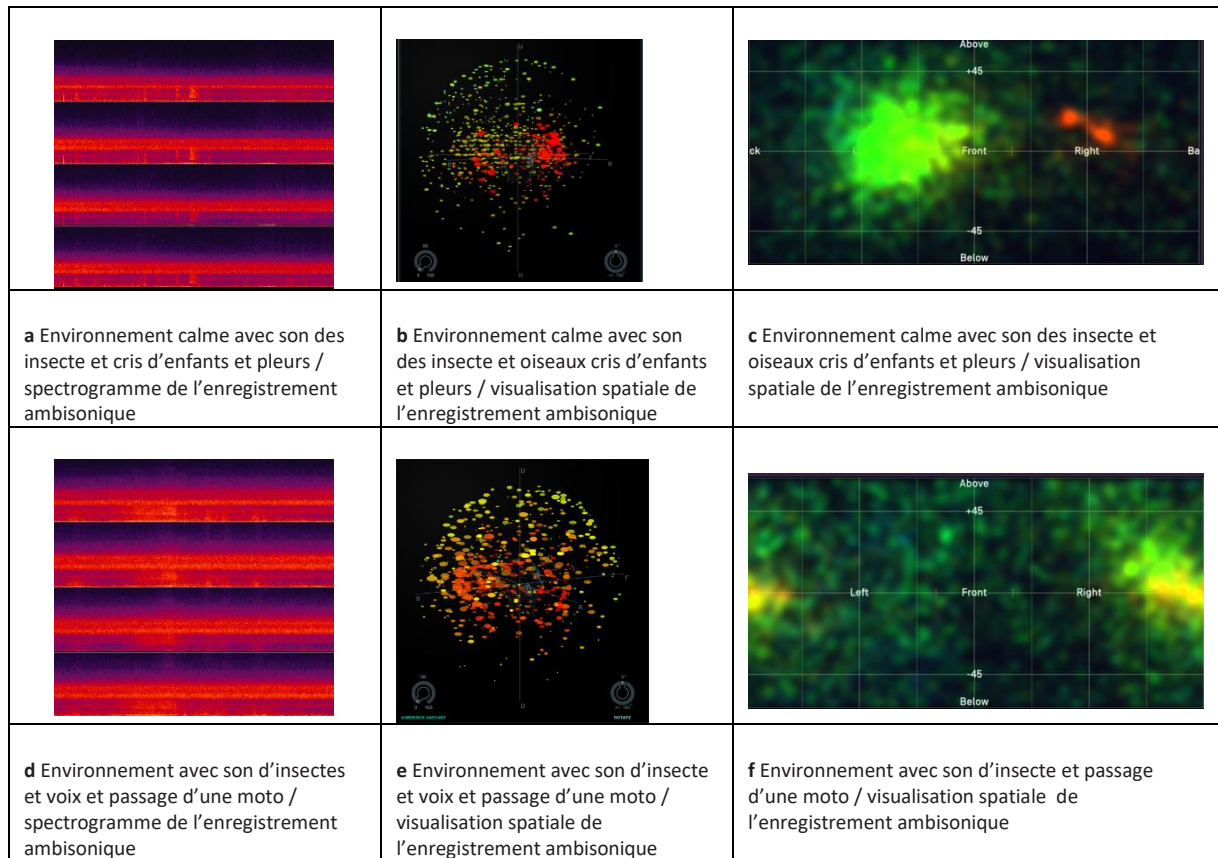 Above
+45
ck
Front
Right
Ba
-45
Below
a Environnement calme avec son des
insecte et cris d'enfants et pleurs /
spectrogramme de l'enregistrement
ambisonique
b Environnement calme avec son
des insecte et oiseaux cris d'enfants
et pleurs / visualisation spatiale de
l'enregistrement ambisonique
c Environnement calme avec son des insecte et
oiseaux cris d'enfants et pleurs / visualisation
spatiale de l'enregistrement ambisonique
Above
+45
Left
Front
Right
-45
Below
AMBIENCE AMOUNT
ROTATE
d Environnement avec son d'insectes
et voix et passage d'une moto /
spectrogramme de l'enregistrement
ambisonique
e Environnement avec son d'insecte
et voix et passage d'une moto /
visualisation spatiale de
l'enregistrement ambisonique
f Environnement avec son d'insecte et passage
d'une moto / visualisation spatiale de
l'enregistrement ambisonique